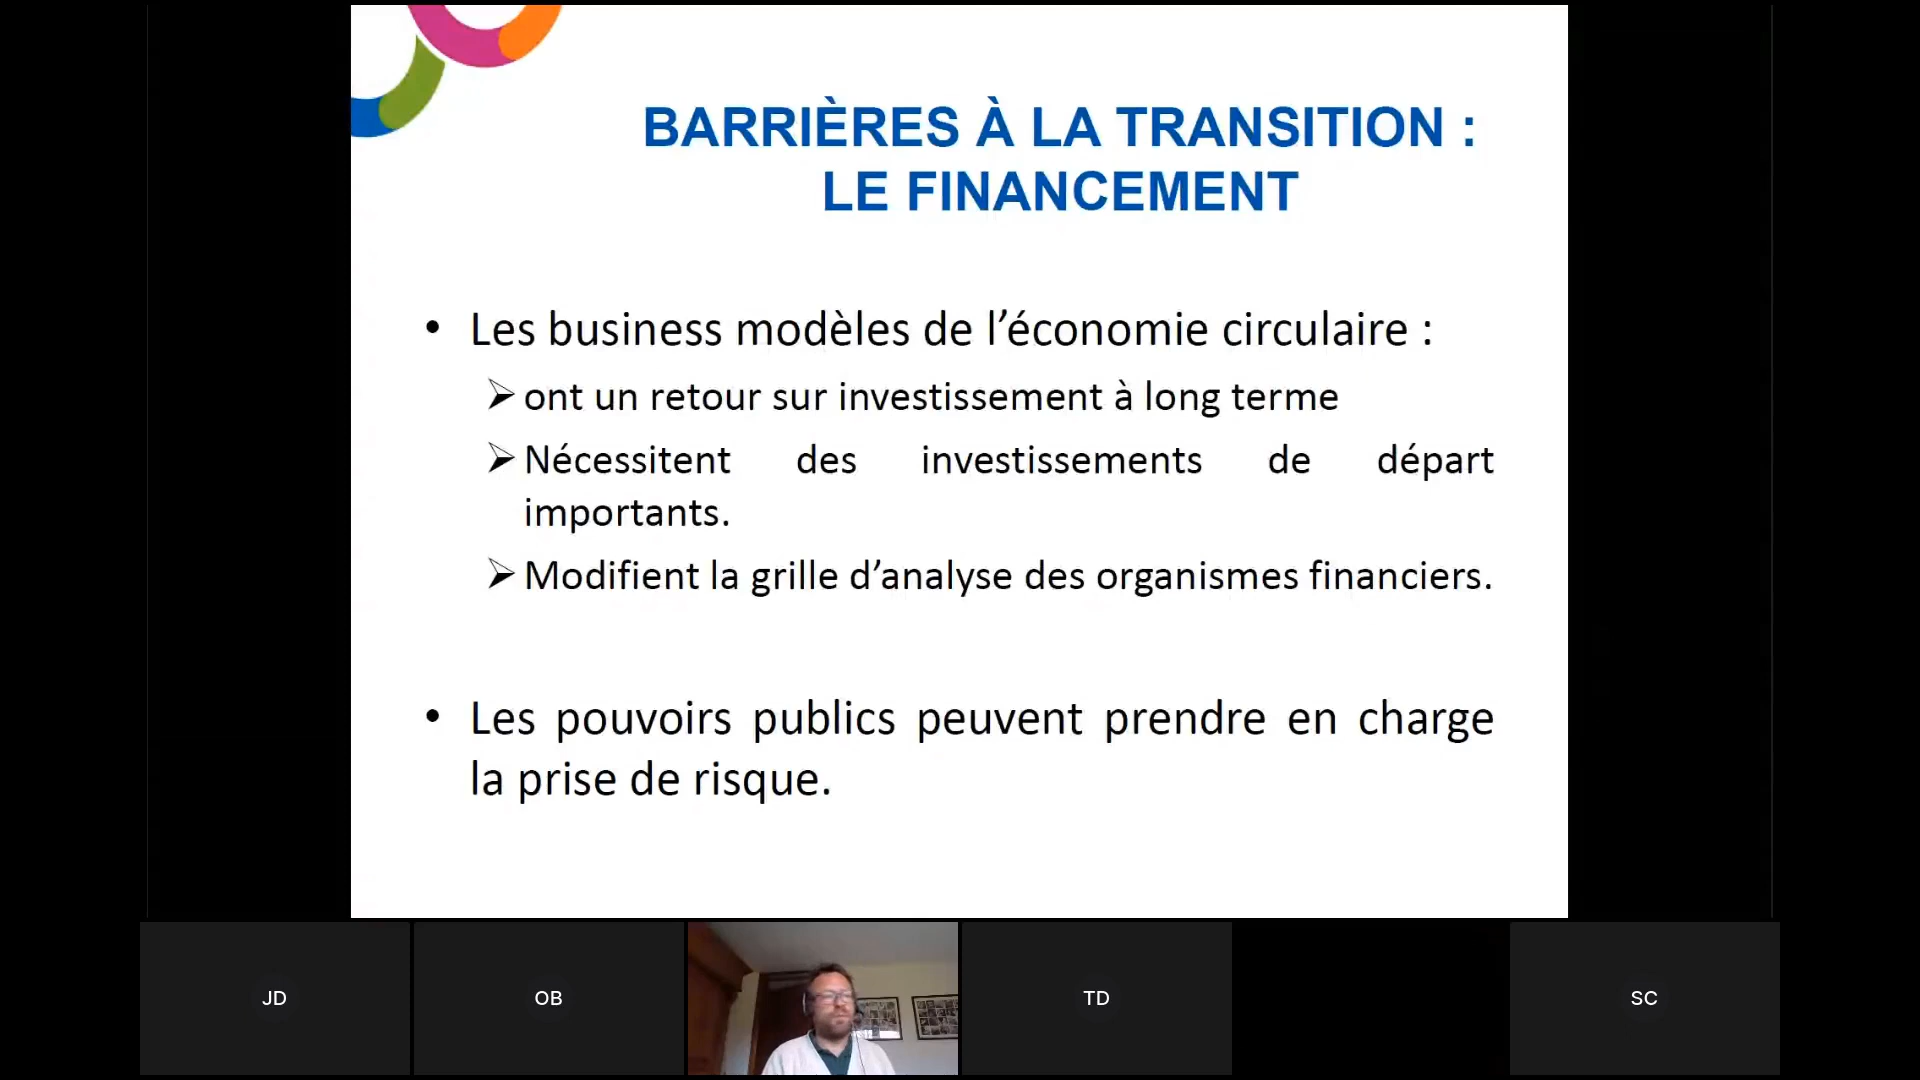 BARRIÈRES À LA TRANSITION :
LE FINANCEMENT
• Les business modèles de l’économie circulaire :
➢ ont un retour sur investissement à long terme
➢ Nécessitent des investissements de départ
importants.
➢ Modifient la grille d’analyse des organismes financiers.
• Les pouvoirs publics peuvent prendre en charge
la prise de risque.
JD
OB
TD
SC